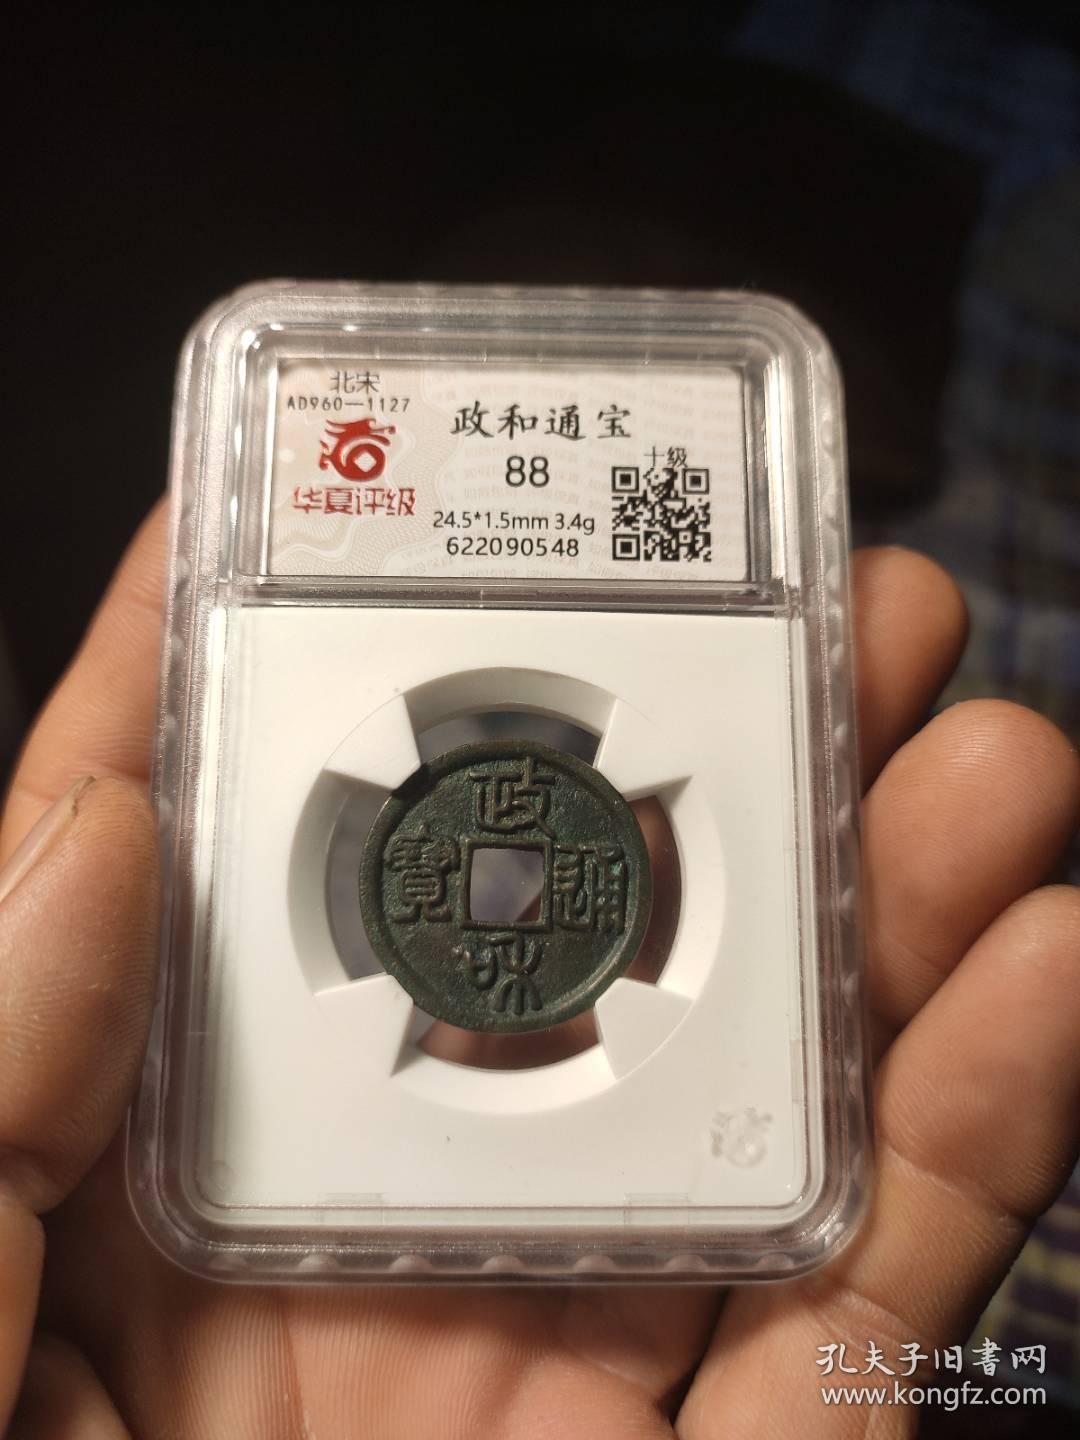 北宋
AD960—1127
华夏评级
政和通宝
88
十级
24.5*1.5mm 3.4g
622090548
政
寶 通
和
孔夫子旧書网
www.kongfz.com